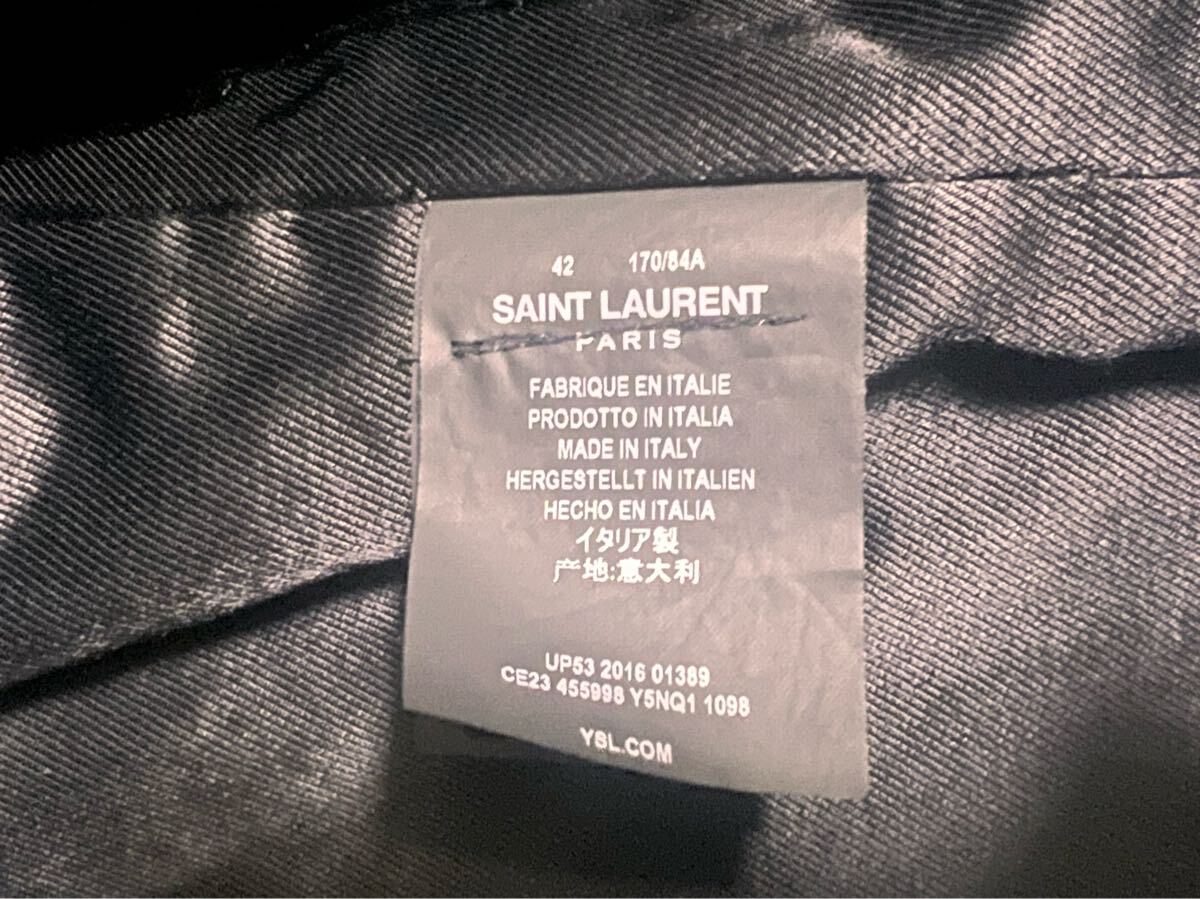 42 170/84A
SAINT LAURENT
PARIS
FABRIQUE EN ITALIE
PRODOTTO IN ITALIA
MADE IN ITALY
HERGESTELLT IN ITALIEN
HECHO EN ITALIA
イタリア製
产地:意大利
UP53 2016 01389
CE23 455998 Y5NQ1 1098
YSL.COM